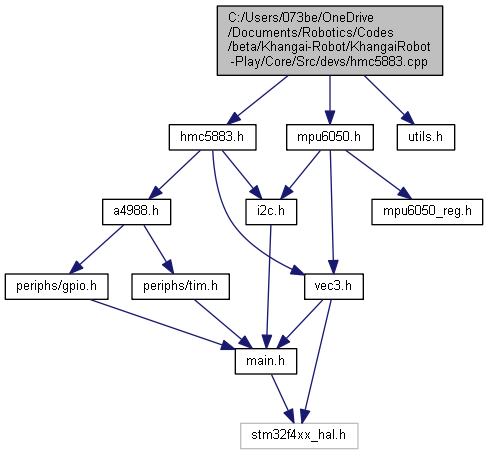 C:/Users/073be/OneDrive
/Documents/Robotics/Codes
/beta/Khangai-Robot/KhangaiRobot
-Play/Core/Src/devs/hmc5883.cpp
hmc5883.h
mpu6050.h
utils.h
a4988.h
i2c.h
mpu6050_reg.h
periphs/gpio.h
periphs/tim.h
vec3.h
main.h
stm32f4xx_hal.h